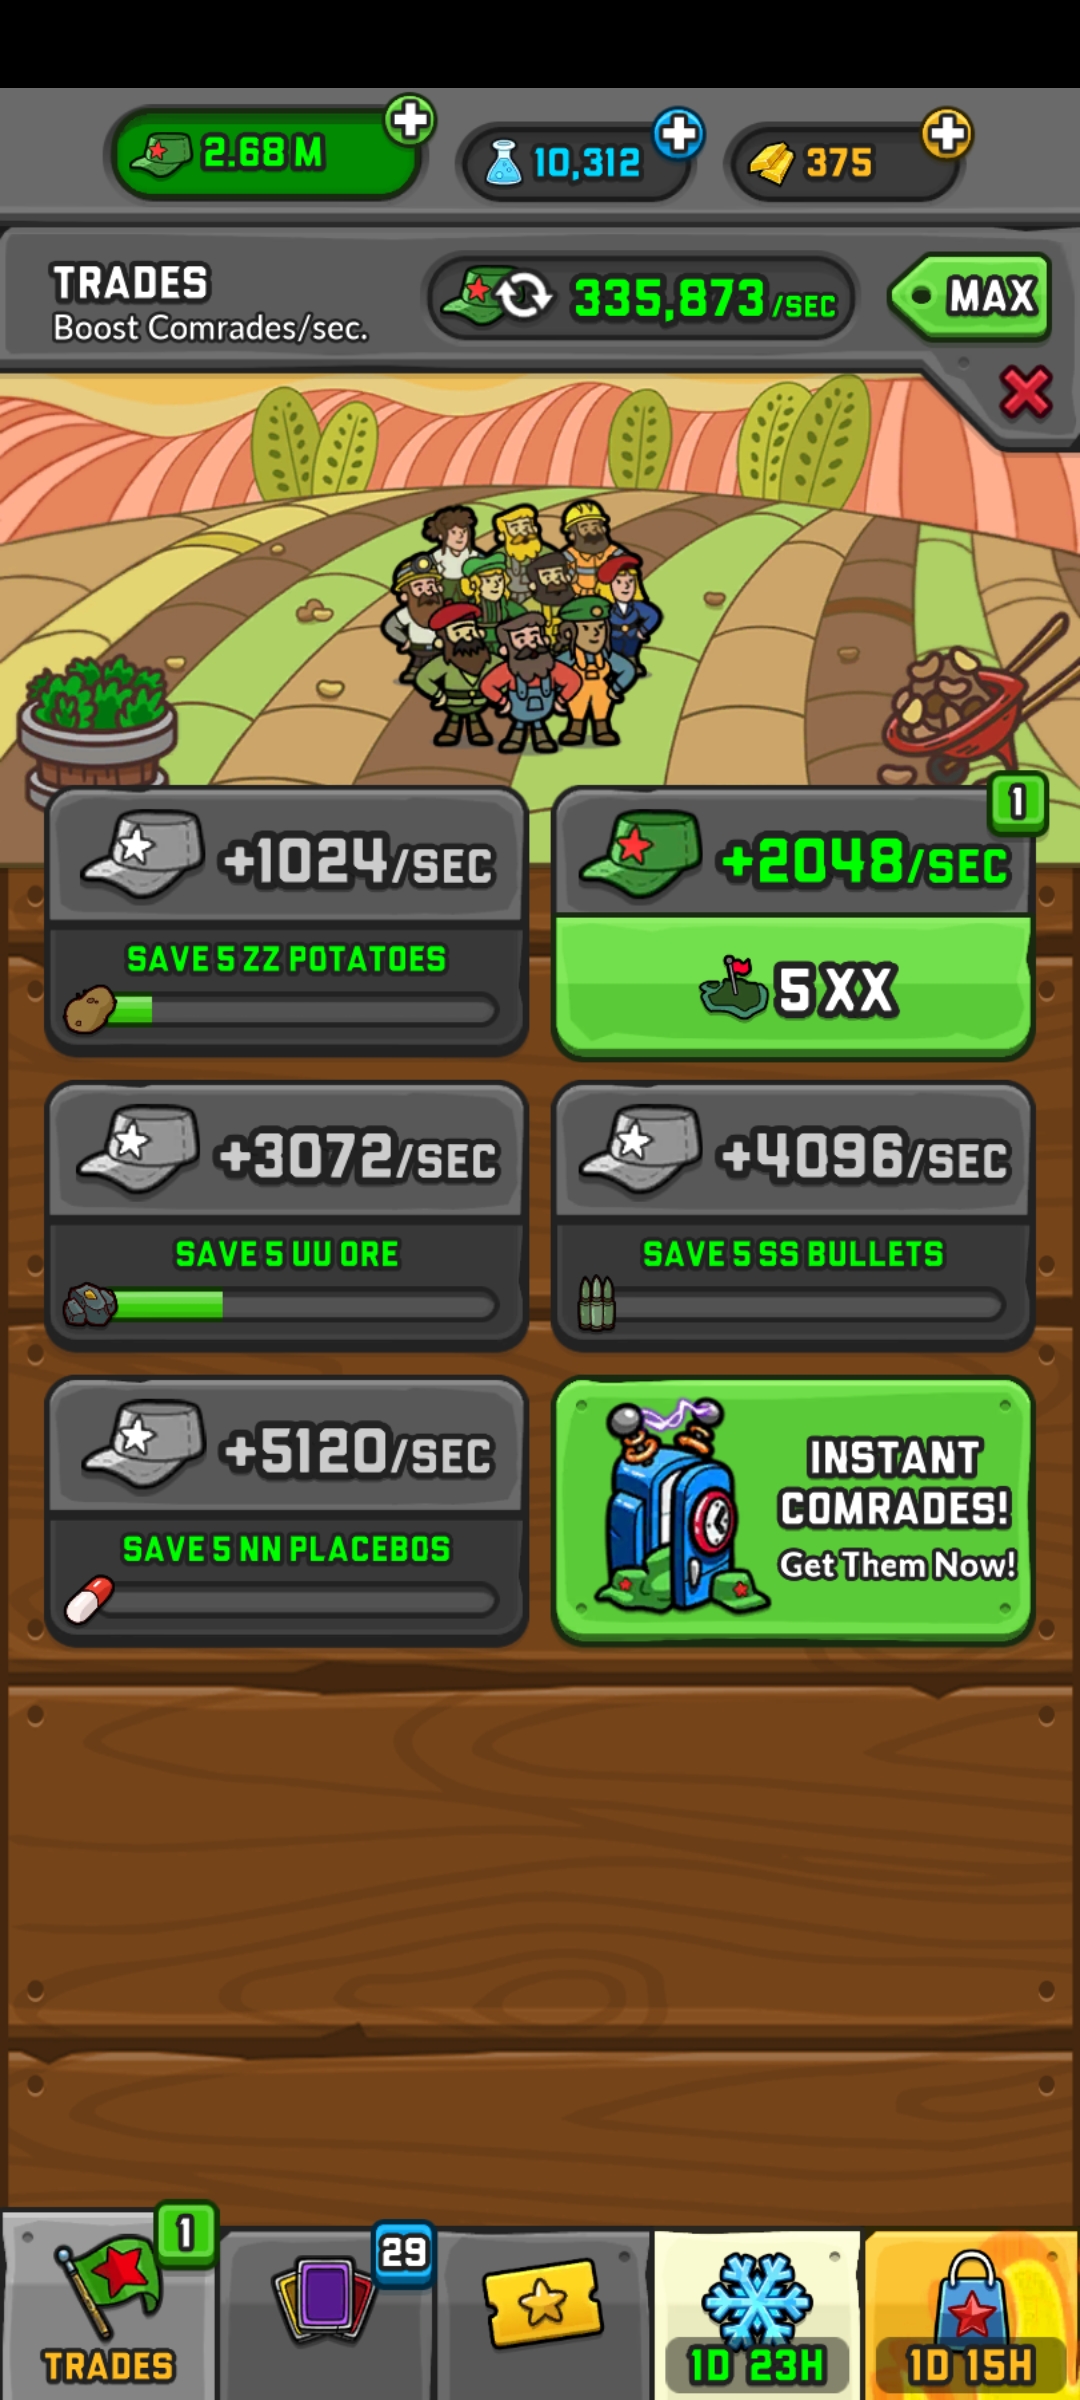 2.68 M
10,312
375
TRADES
Boost Comrades/sec.
335,873/SEC
MAX
+1024/SEC
SAVE 5 ZZ POTATOES
1
+2048/SEC
5 XX
+3072/SEC
SAVE 5 UU ORE
+4096/SEC
SAVE 5 SS BULLETS
+5120/SEC
SAVE 5 NN PLACEBOS
INSTANT
COMRADES!
Get Them Now!
1
TRADES
29
1D 23H
1D 15H